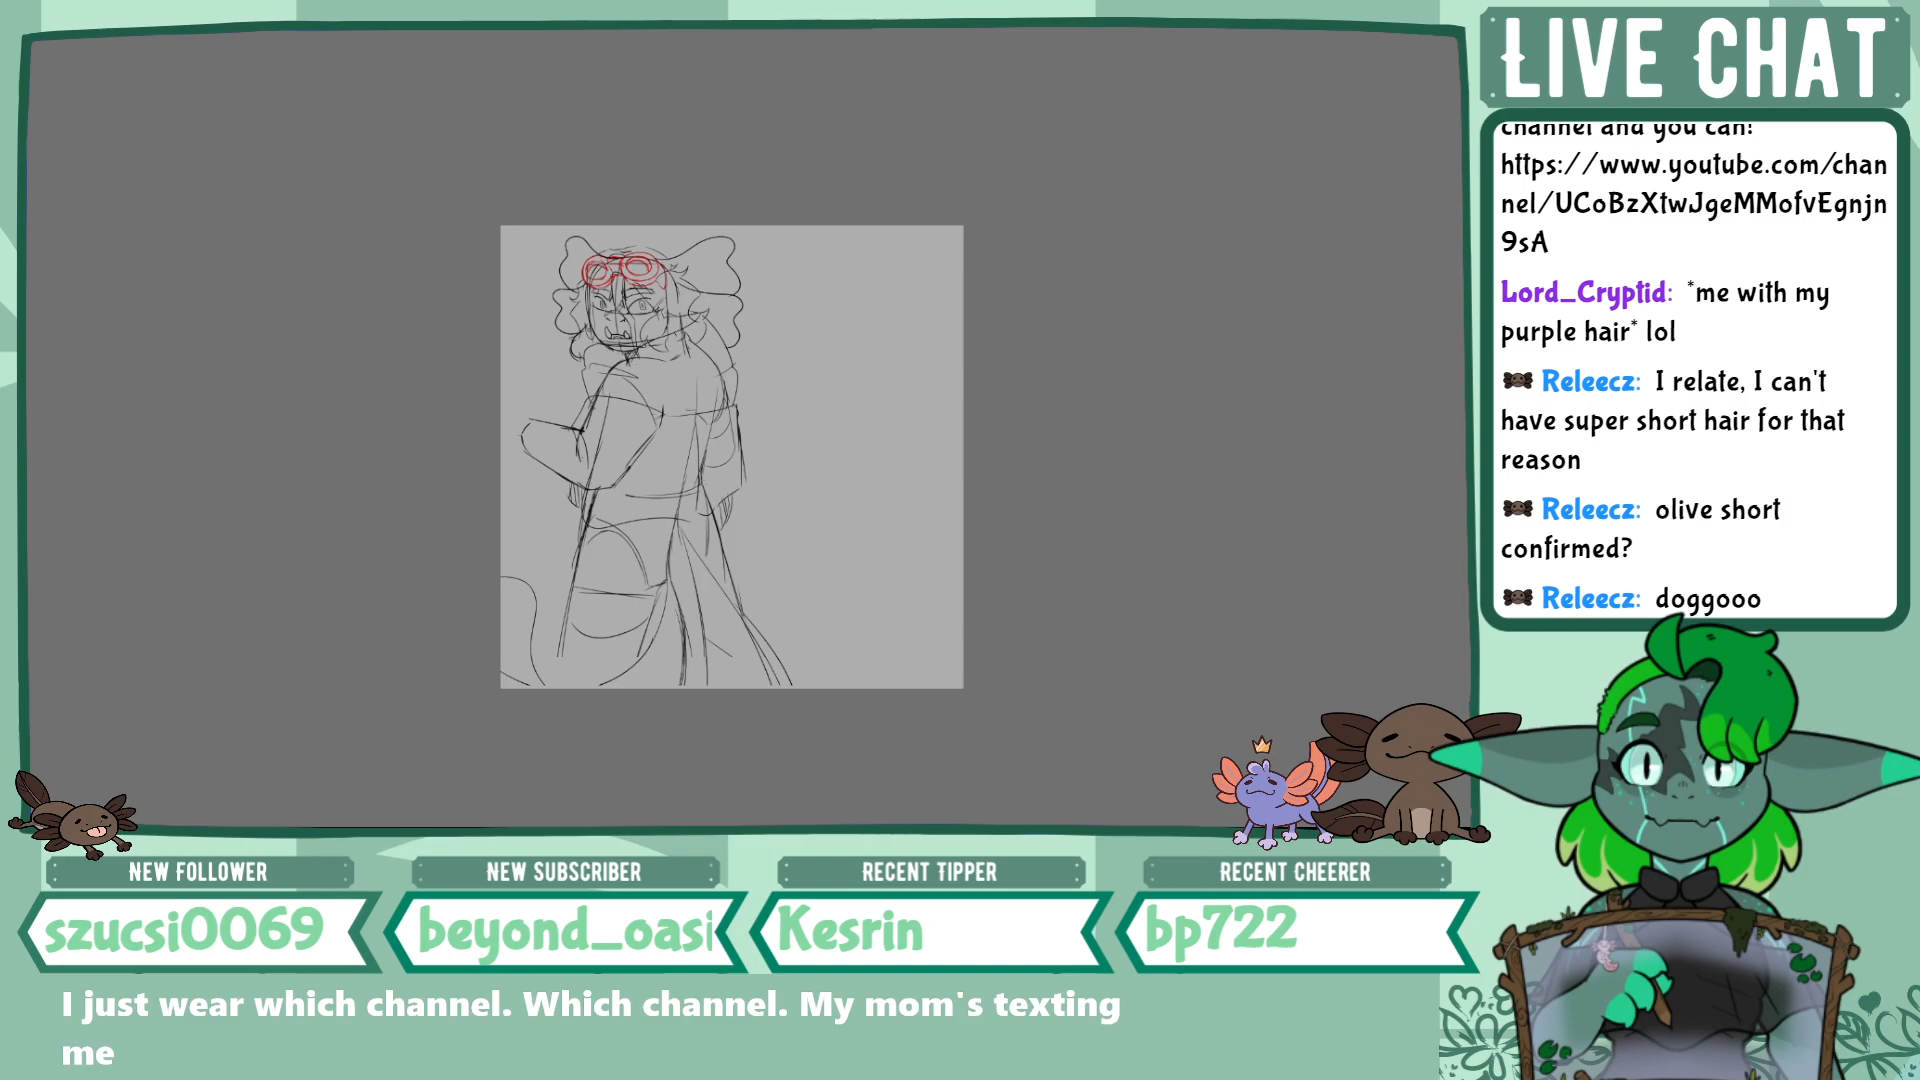 LIVE CHAT
channel and you can!
https://www.youtube.com/chan
nel/UCoBzXtwJgeMMofvEgnjn
9sA
Lord_Cryptid: *me with my
purple hair* lol
Releecz: I relate, I can't
have super short hair for that
reason
Releecz: olive short
confirmed?
Releecz: doggooo
NEW FOLLOWER
NEW SUBSCRIBER
RECENT TIPPER
RECENT CHEERER
szucsi0069
beyond_oasi
Kesrin
bp722
I just wear which channel. Which channel. My mom's texting
me